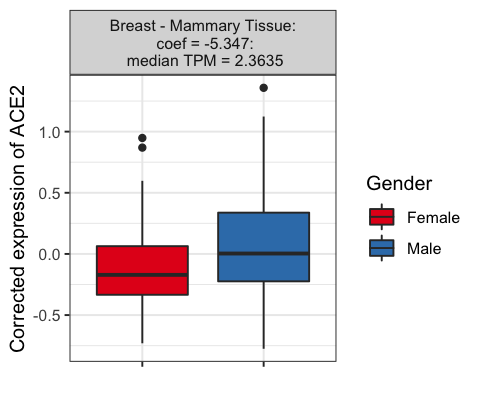 Breast - Mammary Tissue:
coef = -5.347:
median TPM = 2.3635
Corrected expression of ACE2
1.0
0.5
0.0
-0.5
Gender
Female
Male